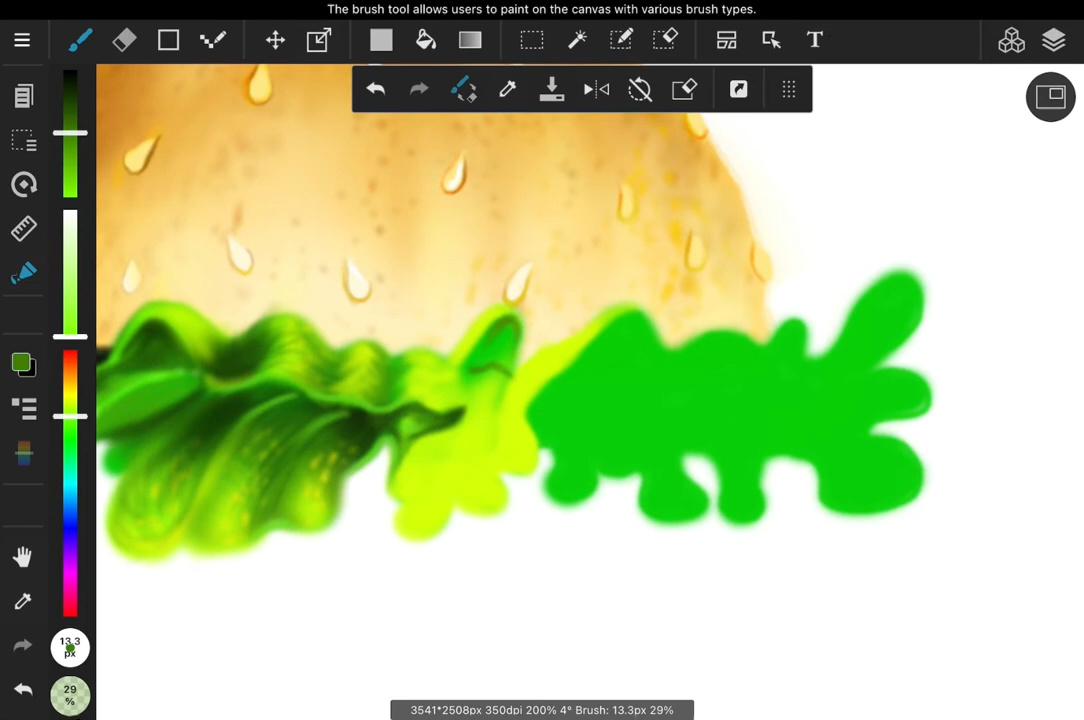 The brush tool allows users to paint on the canvas with various brush types.
T
13.3
px
29
%
3541*2508px 350dpi 200% 4° Brush: 13.3px 29%